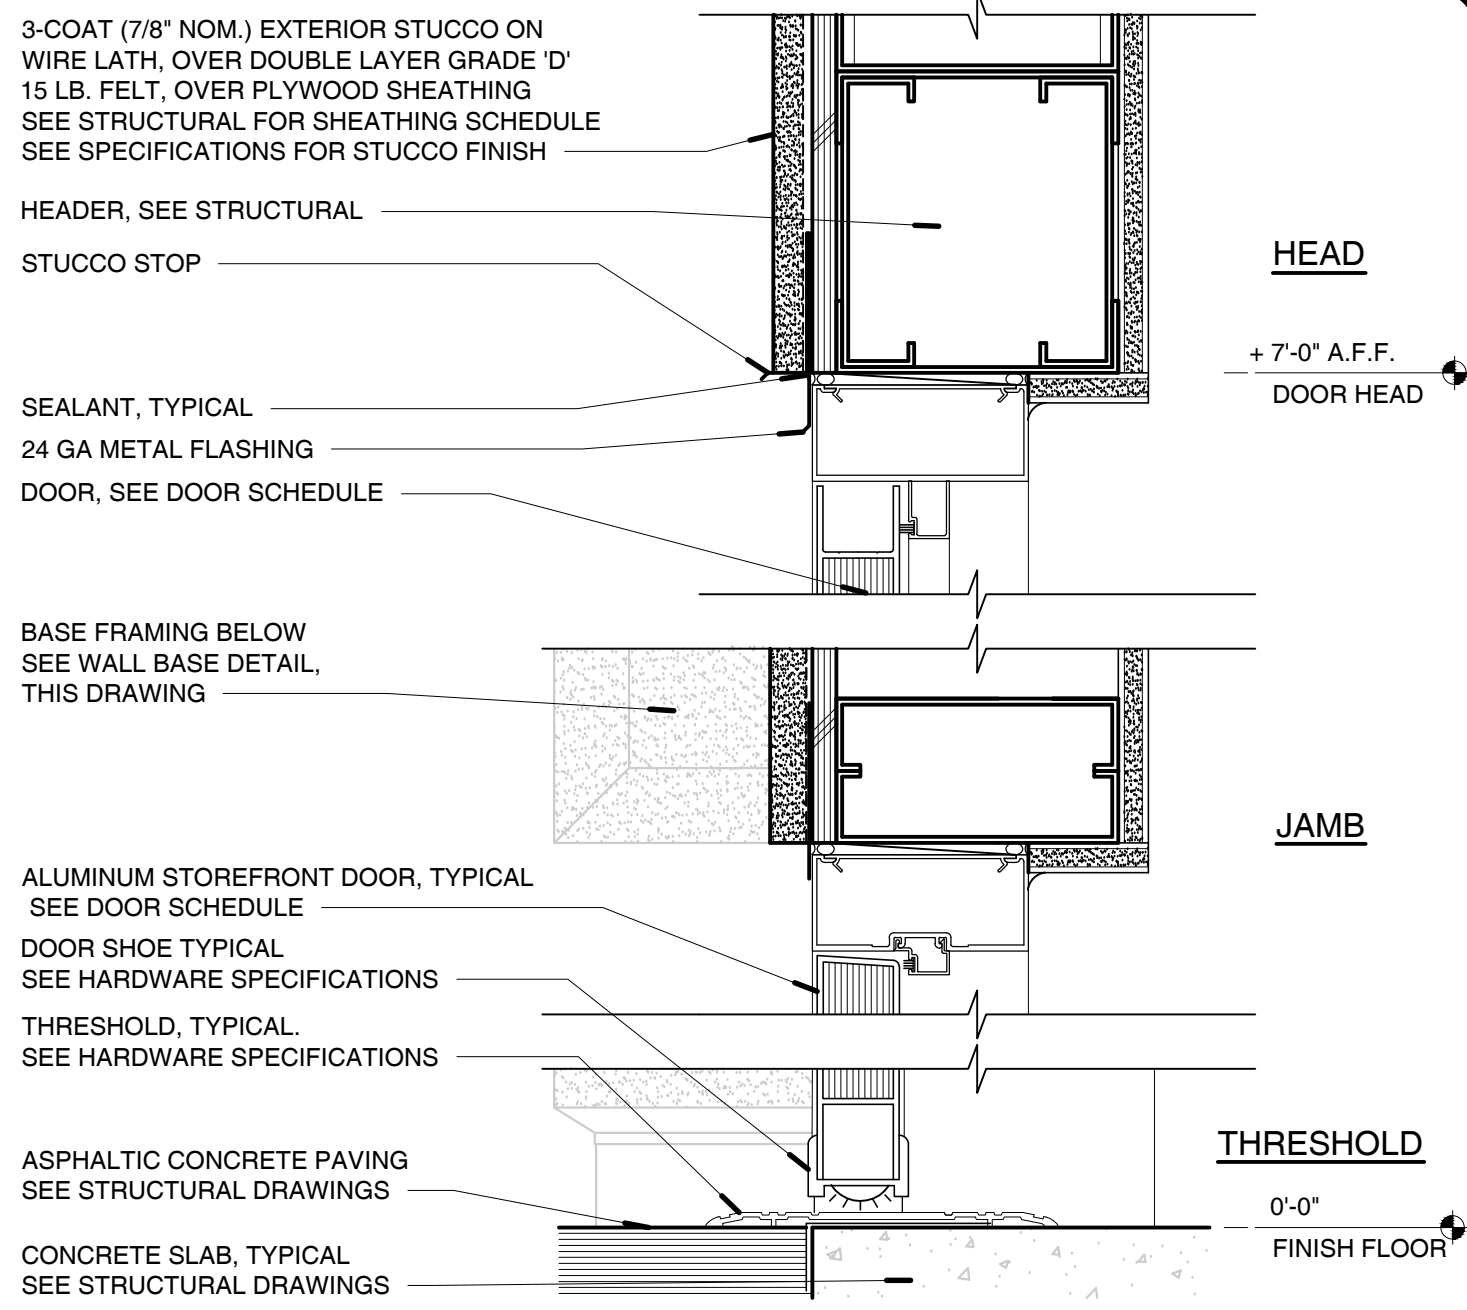 3-COAT (7/8" NOM.) EXTERIOR STUCCO ON
WIRE LATH, OVER DOUBLE LAYER GRADE 'D'
15 LB. FELT, OVER PLYWOOD SHEATHING
SEE STRUCTURAL FOR SHEATHING SCHEDULE
SEE SPECIFICATIONS FOR STUCCO FINISH
HEADER, SEE STRUCTURAL
STUCCO STOP
HEAD
+ 7'-0" A.F.F.
DOOR HEAD
SEALANT, TYPICAL
24 GA METAL FLASHING
DOOR, SEE DOOR SCHEDULE
BASE FRAMING BELOW
SEE WALL BASE DETAIL,
THIS DRAWING
JAMB
ALUMINUM STOREFRONT DOOR, TYPICAL
SEE DOOR SCHEDULE
DOOR SHOE TYPICAL
SEE HARDWARE SPECIFICATIONS
THRESHOLD, TYPICAL.
SEE HARDWARE SPECIFICATIONS
THRESHOLD
ASPHALTIC CONCRETE PAVING
SEE STRUCTURAL DRAWINGS
0'-0"
FINISH FLOOR
CONCRETE SLAB, TYPICAL
SEE STRUCTURAL DRAWINGS